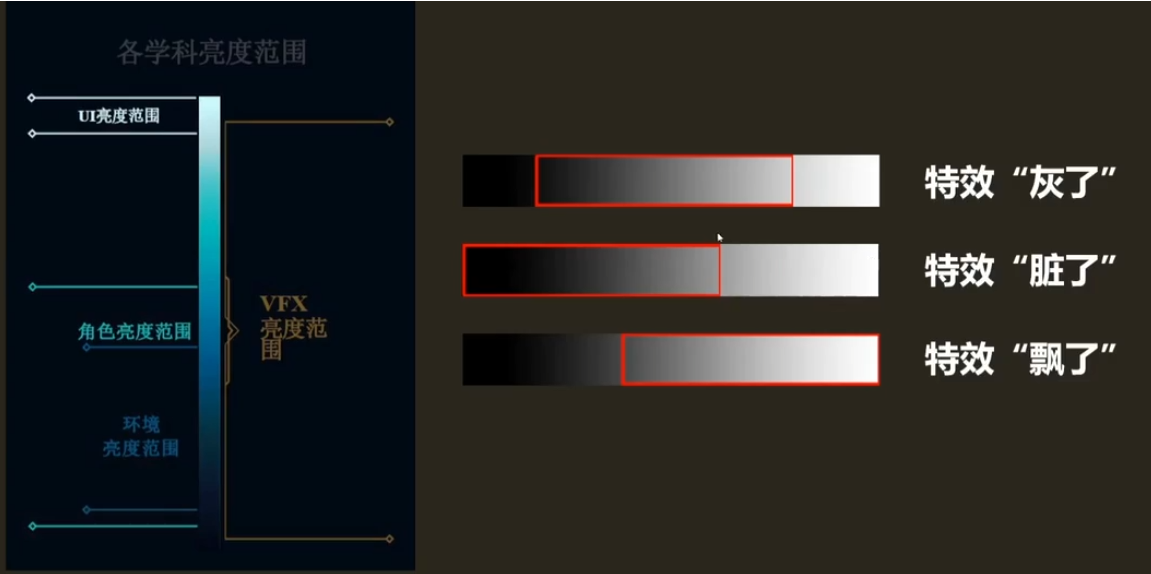 各学科亮度范围
UI亮度范围
角色亮度范围
环境
亮度范围
VFX
亮度范
围
特效“灰了”
特效“脏了”
特效“飘了”